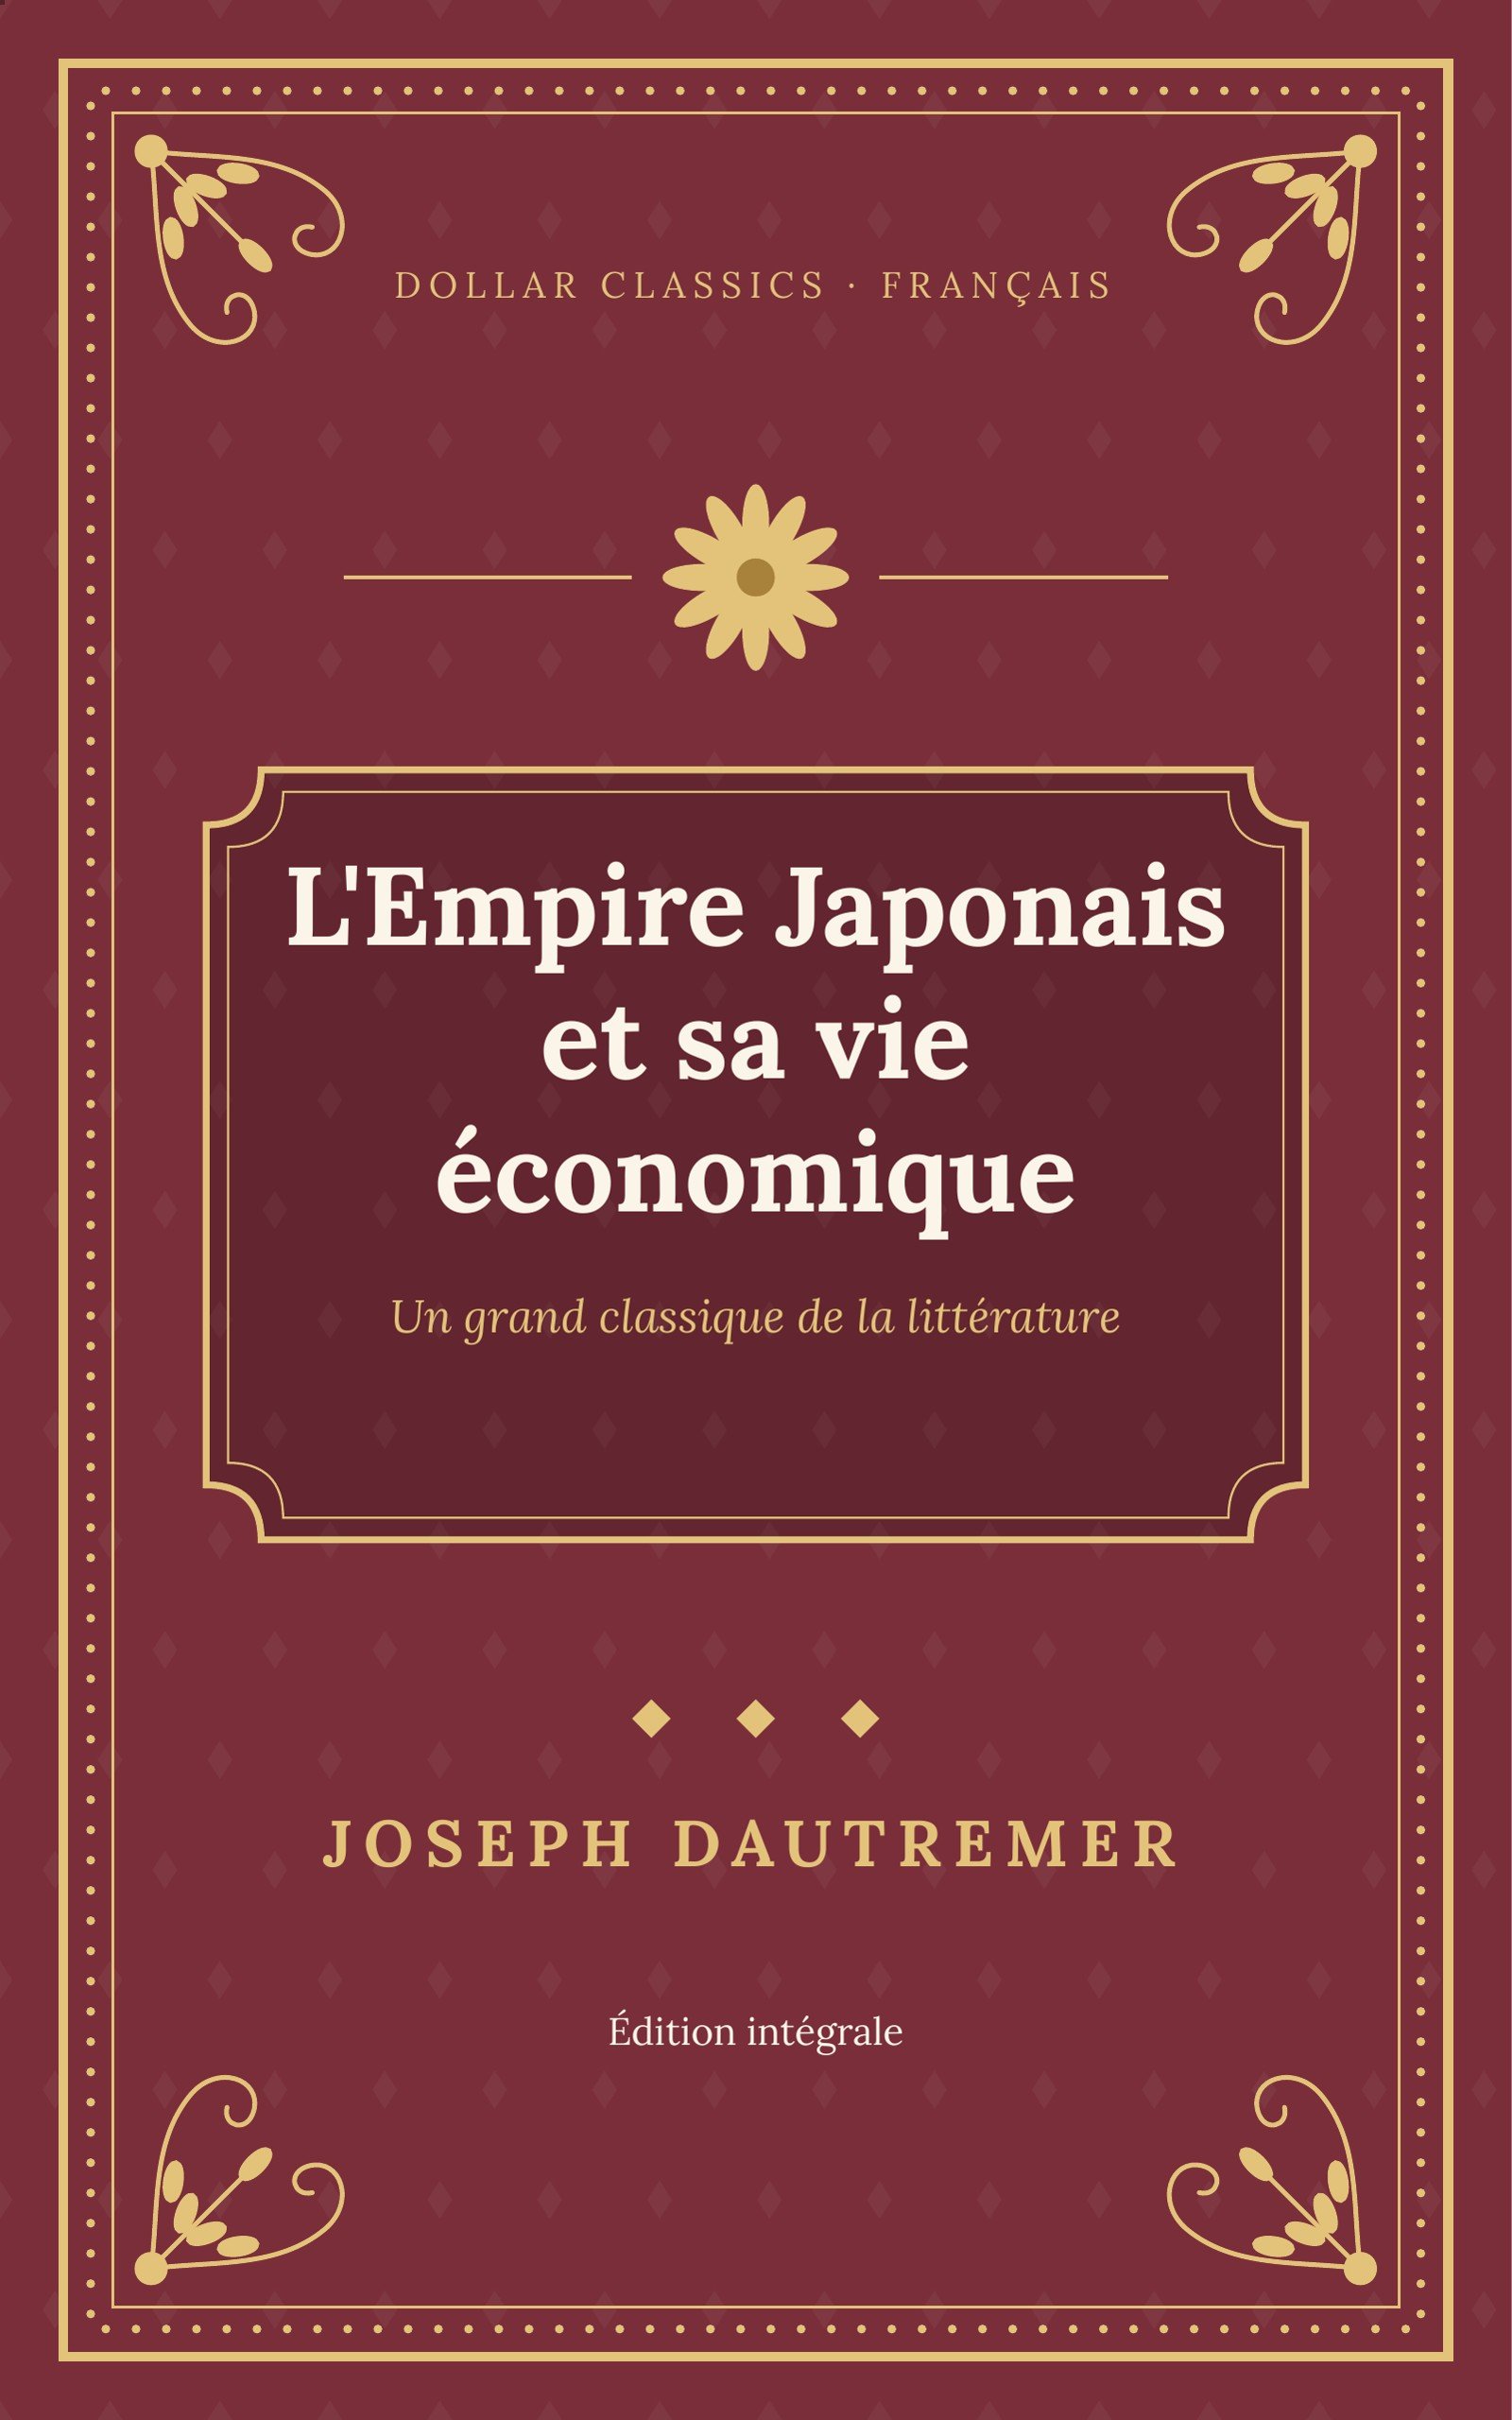 DOLLAR CLASSICS · FRANÇAIS
L'Empire Japonais
et sa vie
économique
Un grand classique de la littérature
JOSEPH DAUTREMER
Édition intégrale